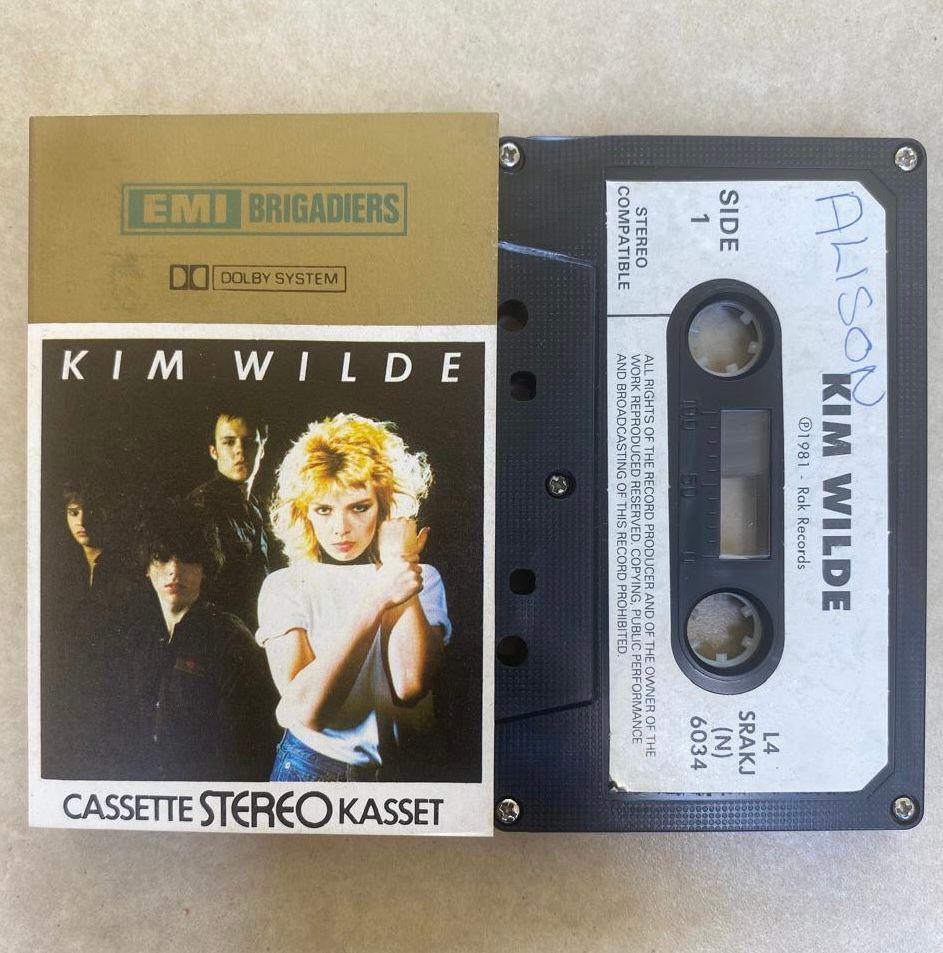 EMI BRIGADIERS
DOLBY SYSTEM
KIM WILDE
CASSETTE STEREO KASSET
ALISON
KIM WILDE
℗1981 - Rak Records
SIDE
1
STEREO
COMPATIBLE
100 50
L4
SRAKJ
(N)
6034
ALL RIGHTS OF THE RECORD PRODUCER AND OF THE OWNER OF THE
WORK REPRODUCED RESERVED. COPYING, PUBLIC PERFORMANCE
AND BROADCASTING OF THIS RECORD PROHIBITED.